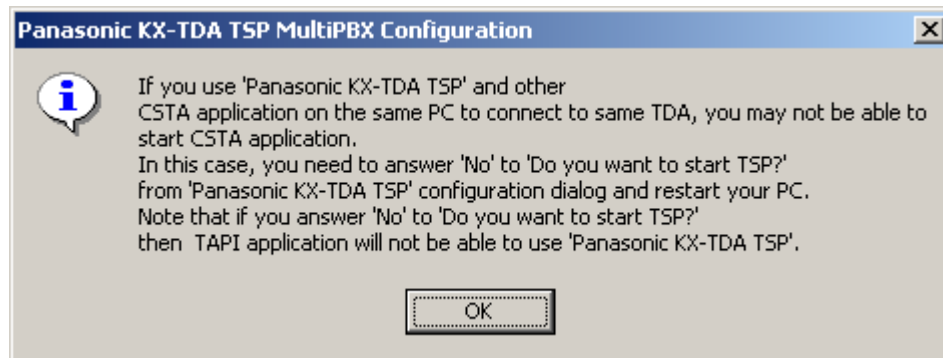 Panasonic KX-TDA TSP MultiPBX Configuration
If you use 'Panasonic KX-TDA TSP' and other
CSTA application on the same PC to connect to same TDA, you may not be able to
start CSTA application.
In this case, you need to answer 'No' to 'Do you want to start TSP?'
from 'Panasonic KX-TDA TSP' configuration dialog and restart your PC.
Note that if you answer 'No' to 'Do you want to start TSP?'
then  TAPI application will not be able to use 'Panasonic KX-TDA TSP'.
OK